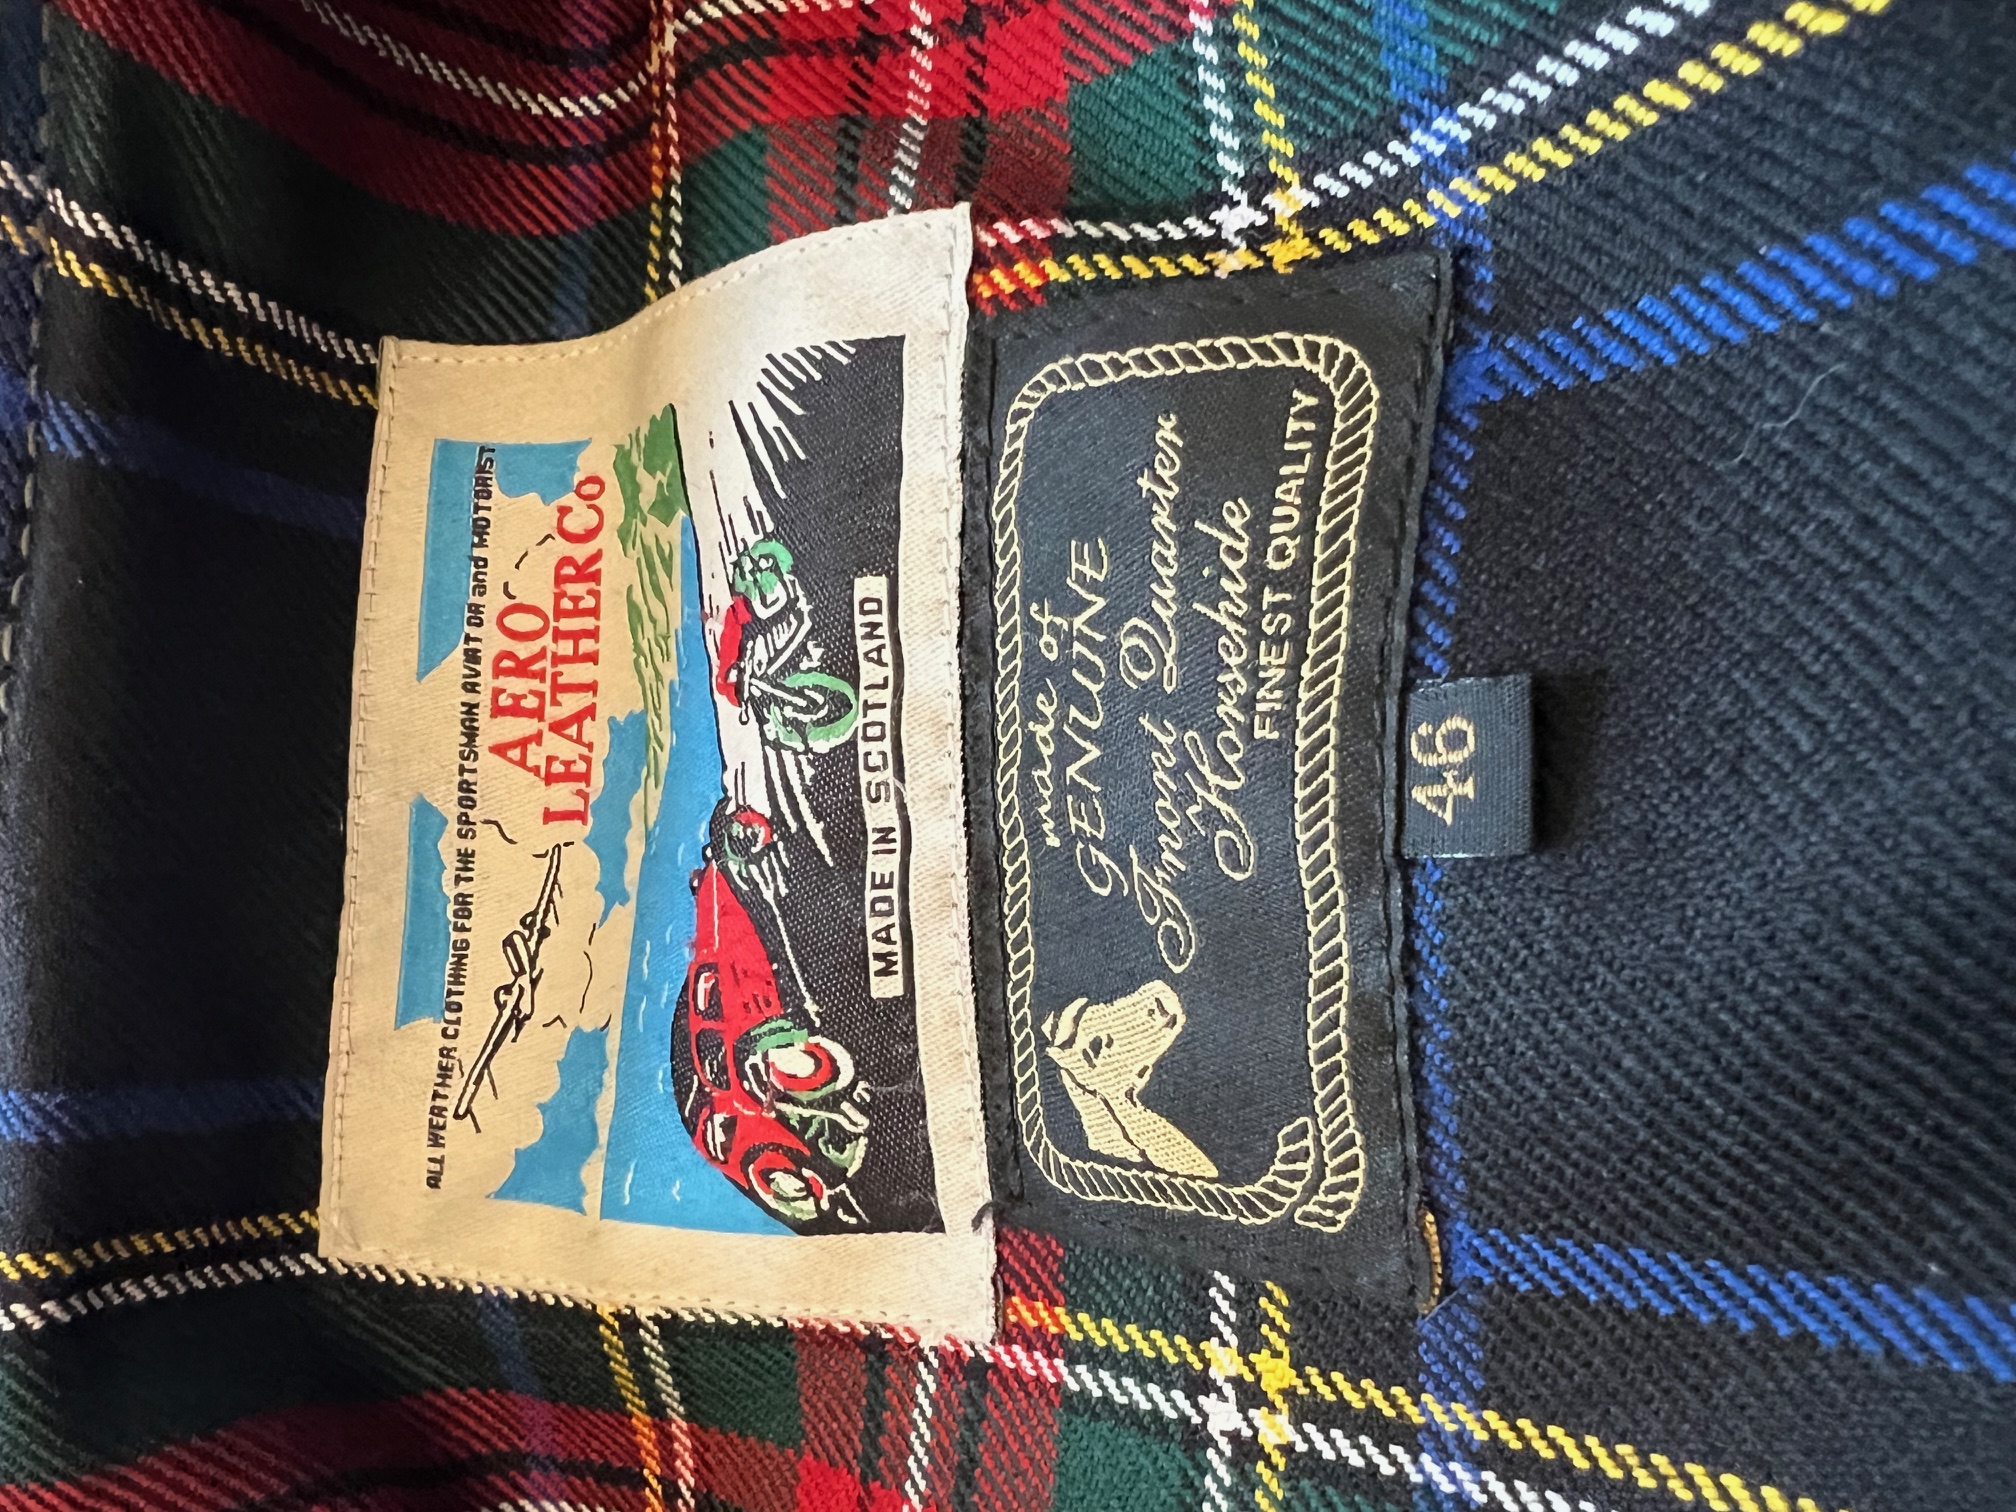 ALL WEATHER CLOTHING FOR THE SPORTSMAN AVIATOR and MOTORIST
AERO
LEATHER Co
MADE IN SCOTLAND
made of
GENUINE
Front Quarter
Horsehide
FINEST QUALITY
46